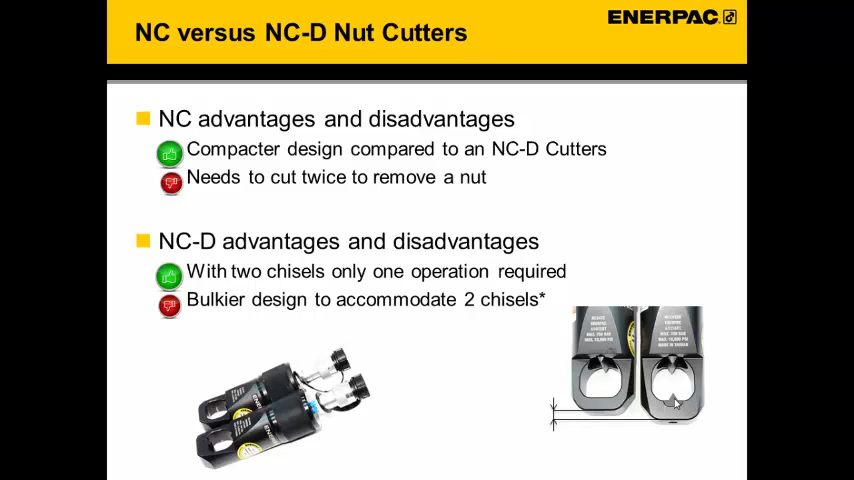 NC versus NC-D Nut Cutters
ENERPAC
NC advantages and disadvantages
Compacter design compared to an NC-D Cutters
Needs to cut twice to remove a nut
NC-D advantages and disadvantages
With two chisels only one operation required
Bulkier design to accommodate 2 chisels*